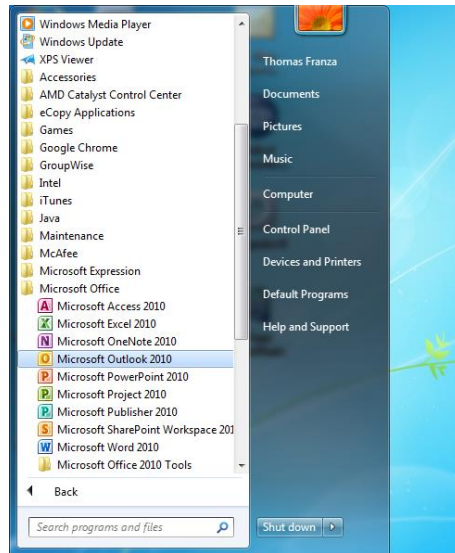 Windows Media Player
Windows Update
XPS Viewer
Accessories
AMD Catalyst Control Center
eCopy Applications
Games
Google Chrome
GroupWise
Intel
iTunes
Java
Maintenance
McAfee
Microsoft Expression
Microsoft Office
Microsoft Access 2010
Microsoft Excel 2010
Microsoft OneNote 2010
Microsoft Outlook 2010
Microsoft PowerPoint 2010
Microsoft Project 2010
Microsoft Publisher 2010
Microsoft SharePoint Workspace 201
Microsoft Word 2010
Microsoft Office 2010 Tools
Back
Search programs and files
Thomas Franza
Documents
Pictures
Music
Computer
Control Panel
Devices and Printers
Default Programs
Help and Support
Shut down